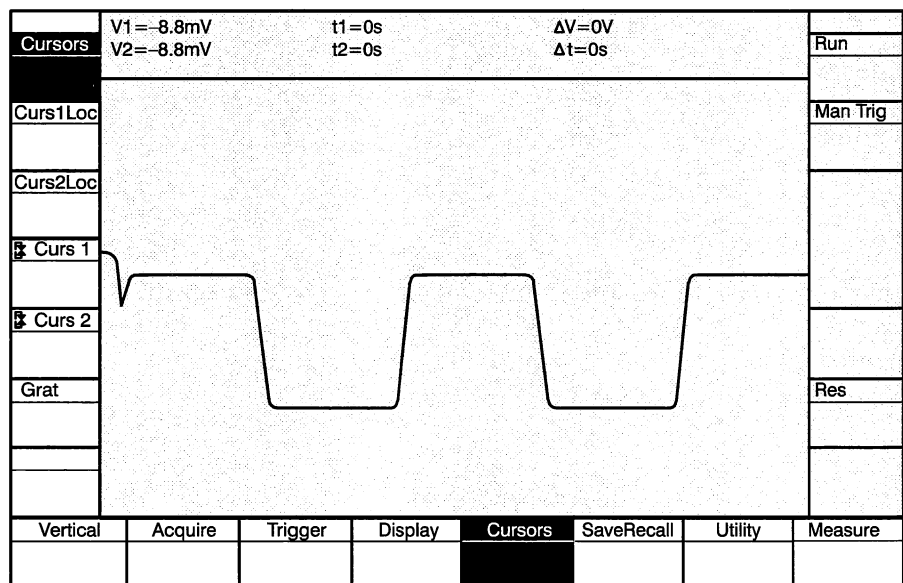 V1=–8.8mV t1=0s ΔV=0V
V2=–8.8mV t2=0s Δt=0s
Cursors
Curs1Loc
Curs2Loc
Curs 1
Curs 2
Grat
Run
Man Trig
Res
Vertical Acquire Trigger Display Cursors SaveRecall Utility Measure